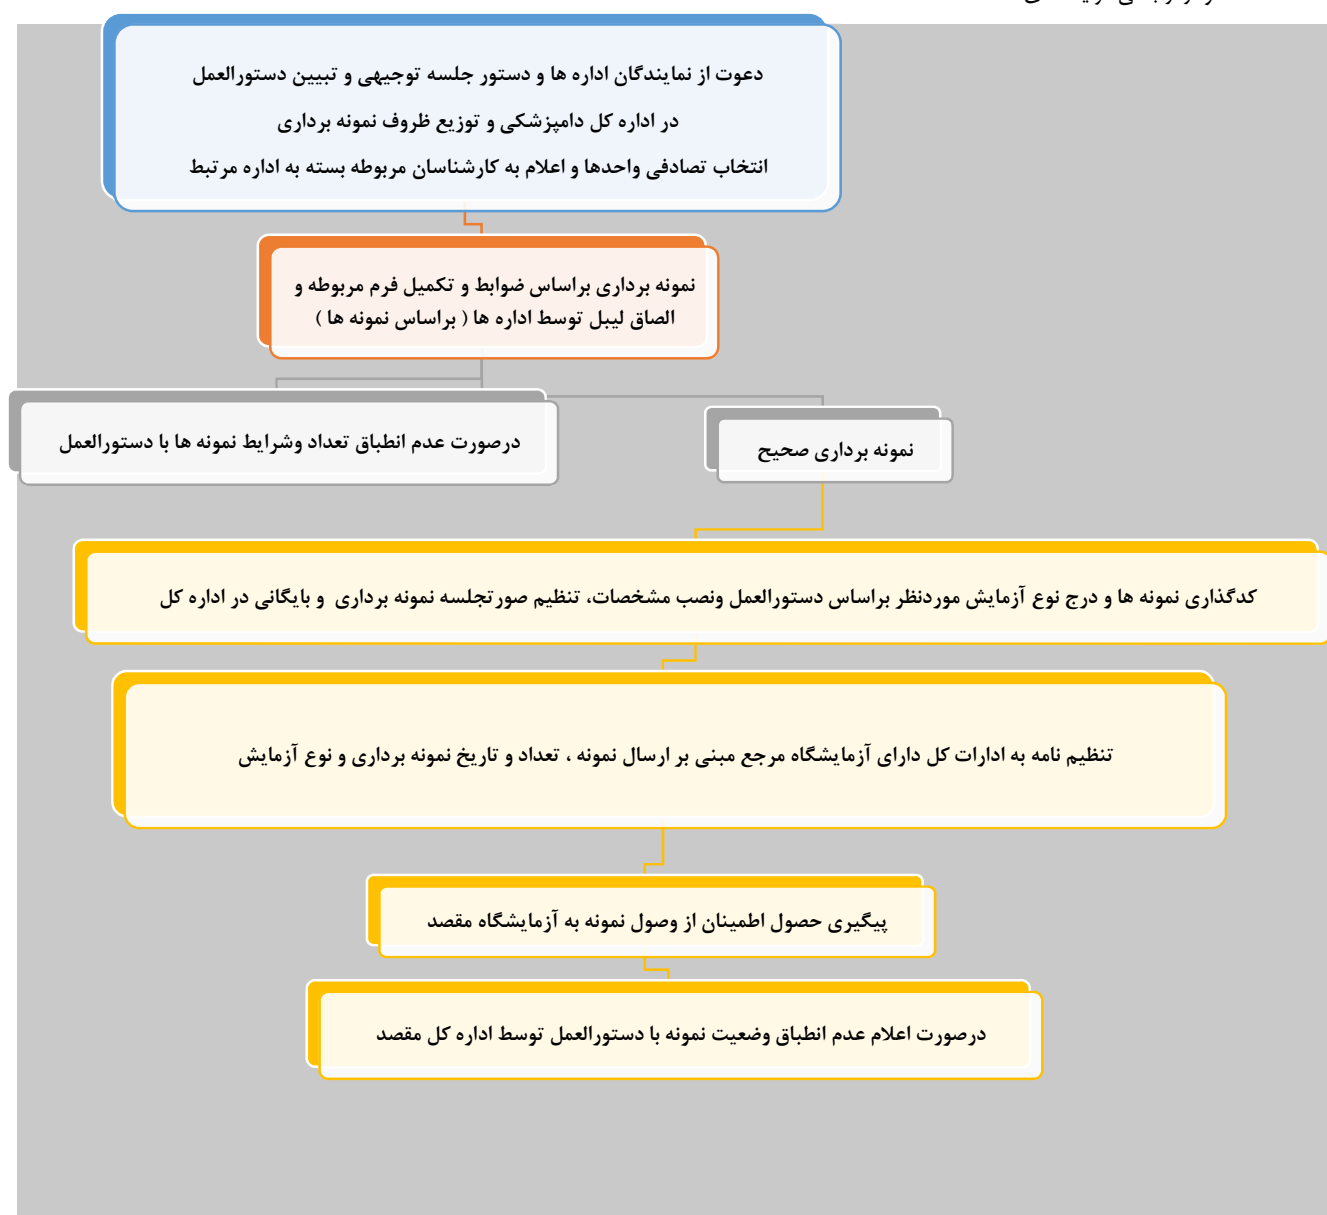 دعوت از نمایندگان اداره ها و دستور جلسه توجیهی و تبیین دستورالعمل
در اداره کل دامپزشکی و توزیع ظروف نمونه برداری
انتخاب تصادفی واحدها و اعلام به کارشناسان مربوطه بسته به اداره مرتبط
نمونه برداری براساس ضوابط و تکمیل فرم مربوطه و
الصاق لیبل توسط اداره ها ( براساس نمونه ها )
نمونه برداری صحیح
درصورت عدم انطباق تعداد وشرایط نمونه ها با دستورالعمل
کدگذاری نمونه ها و درج نوع آزمایش موردنظر براساس دستورالعمل ونصب مشخصات، تنظیم صورتجلسه نمونه برداری و بایگانی در اداره کل
تنظیم نامه به ادارات کل دارای آزمایشگاه مرجع مبنی بر ارسال نمونه ، تعداد و تاریخ نمونه برداری و نوع آزمایش
پیگیری حصول اطمینان از وصول نمونه به آزمایشگاه مقصد
درصورت اعلام عدم انطباق وضعیت نمونه با دستورالعمل توسط اداره کل مقصد